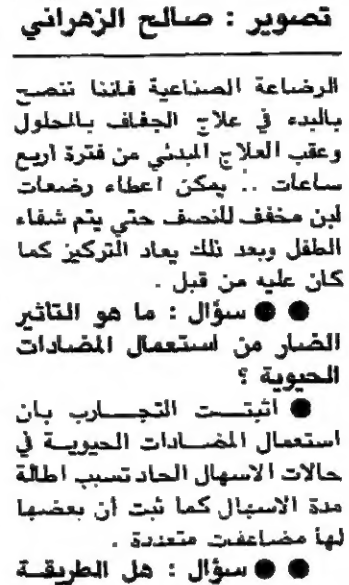 تصوير : صالح الزهراني
الرضاعة الصناعية فاننا ننصح
بالبدء في علاج الجفاف بالحلول
وعقب العلاج المبدئي من فترة اربع
ساعات .. يمكن اعطاء رضعات
لبن مخفف للنصف حتي يتم شفاء
الطفل وبعد ذلك يعاد التركيز كما
كان عليه من قبل .
● ● سؤال : ما هو التاثير
الضار من استعمال المضادات
الحيوية ؟
● اثبتت التجارب بان
استعمال المضادات الحيوية في
حالات الاسهال الحاد تسبب اطالة
مدة الاسهال كما ثبت أن بعضها
لها مضاعفت متعددة .
● ● سؤال : هل الطريقة